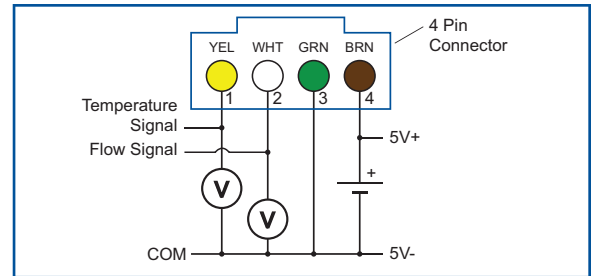 4 Pin
Connector
YEL WHT GRN BRN
1 2 3 4
Temperature
Signal
Flow Signal
5V+
+
V
V
COM
5V-